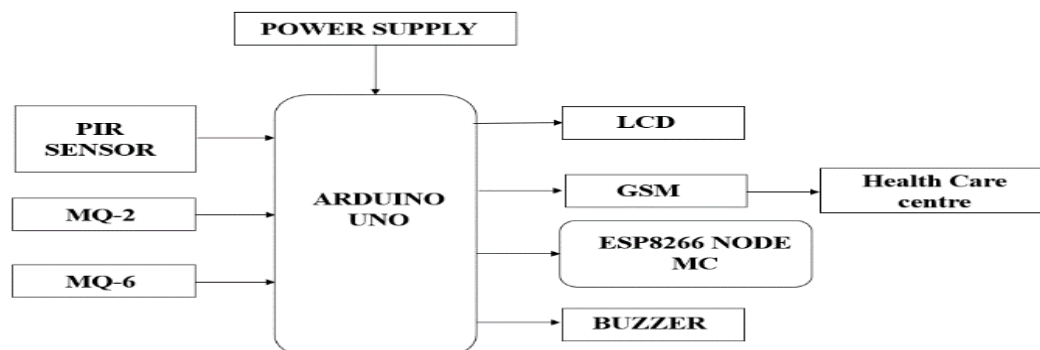 POWER SUPPLY
PIR
SENSOR
MQ-2
MQ-6
ARDUINO
UNO
LCD
GSM
Health Care
centre
ESP8266 NODE
MC
BUZZER